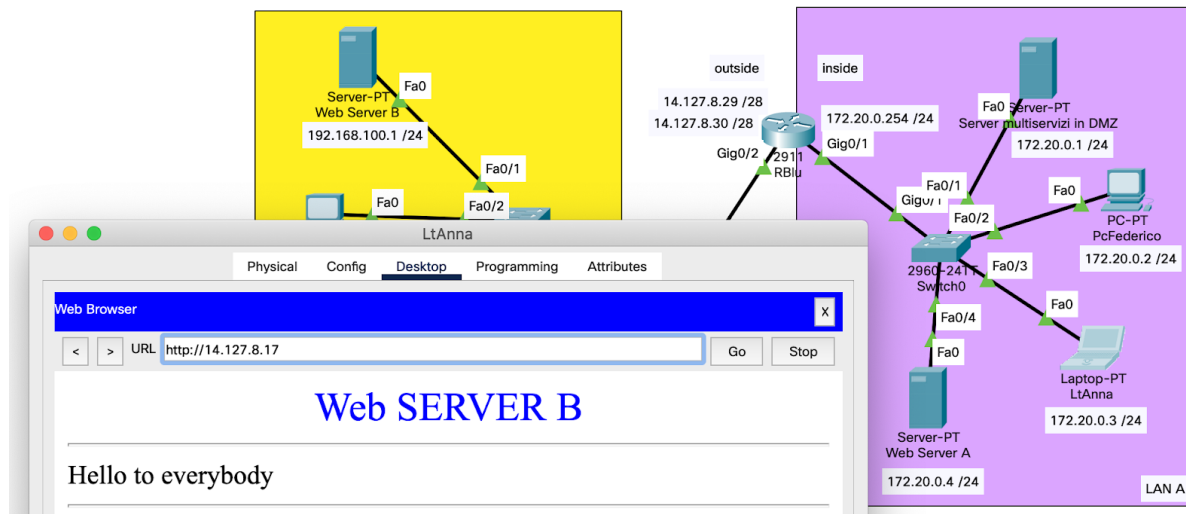 Fa0
Server-PT
Web Server B
192.168.100.1 /24
Fa0/1
Fa0
Fa0/2
outside
inside
14.127.8.29 /28
14.127.8.30 /28
172.20.0.254 /24
Gig0/2
2911
RBlu
Gig0/1
Fa0
Server-PT
Server multiservizi in DMZ
172.20.0.1 /24
Fa0/1
Gig0/1
Fa0/2
Fa0
PC-PT
PcFederico
172.20.0.2 /24
2960-24TT
Switch0
Fa0/3
Fa0
Fa0/4
Fa0
Laptop-PT
LtAnna
172.20.0.3 /24
Server-PT
Web Server A
172.20.0.4 /24
LAN A
LtAnna
Physical Config Desktop Programming Attributes
Web Browser X
< > URL http://14.127.8.17 Go Stop
Web SERVER B
Hello to everybody